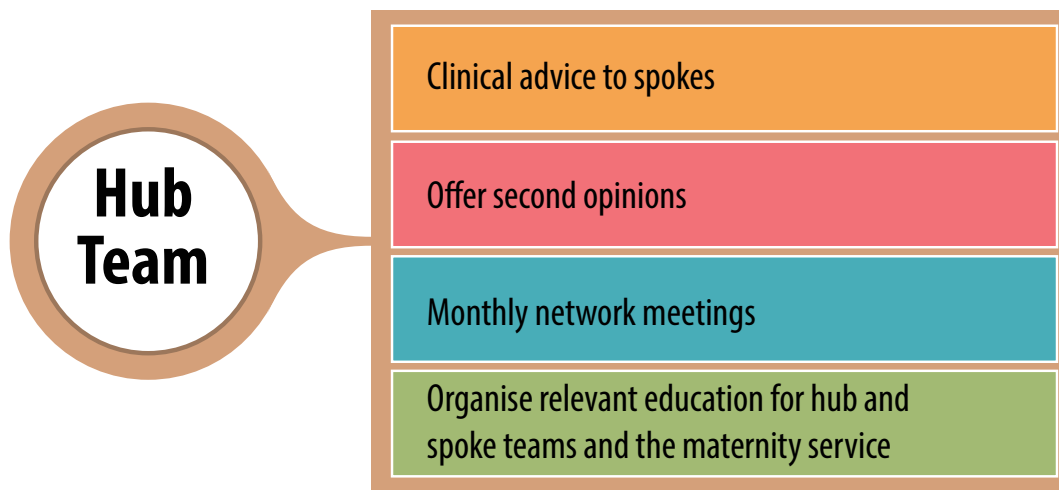 Hub
Team
Clinical advice to spokes
Offer second opinions
Monthly network meetings
Organise relevant education for hub and
spoke teams and the maternity service